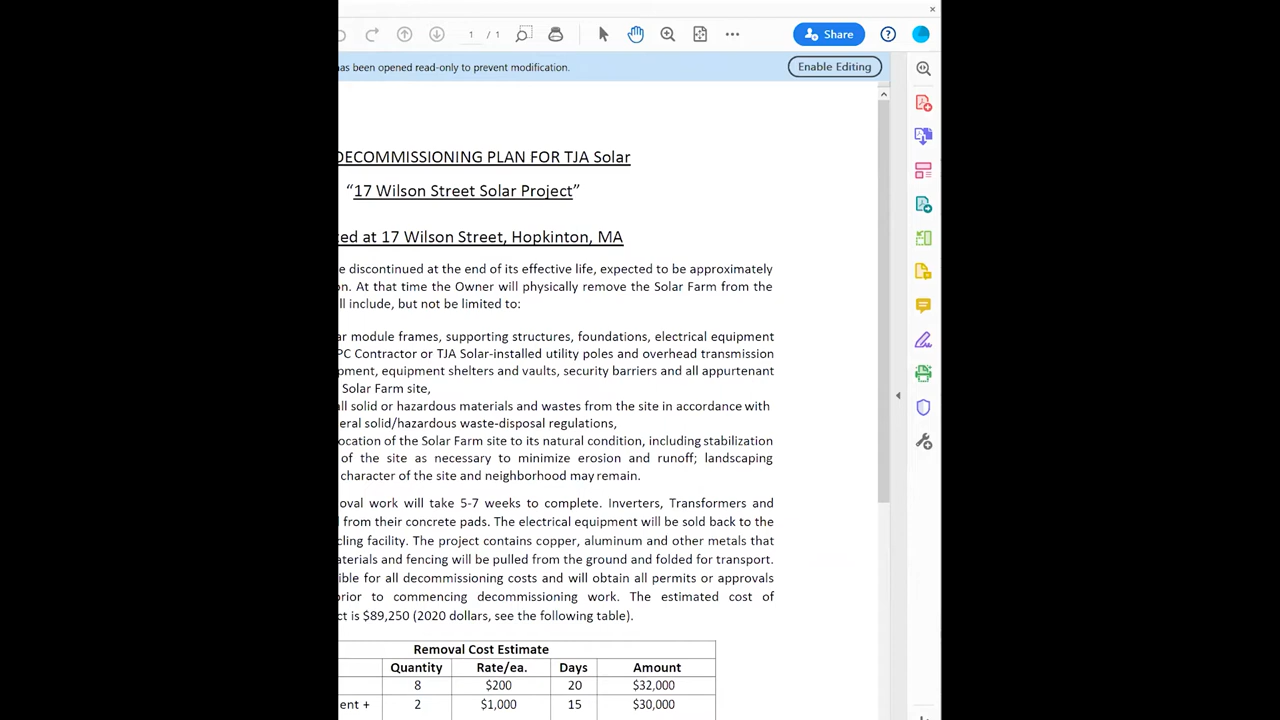 1 / 1
Share
has been opened read-only to prevent modification.
Enable Editing
DECOMMISSIONING PLAN FOR TJA Solar
“17 Wilson Street Solar Project”
ted at 17 Wilson Street, Hopkinton, MA
e discontinued at the end of its effective life, expected to be approximately
on. At that time the Owner will physically remove the Solar Farm from the
ll include, but not be limited to:
ar module frames, supporting structures, foundations, electrical equipment
PC Contractor or TJA Solar-installed utility poles and overhead transmission
pment, equipment shelters and vaults, security barriers and all appurtenant
Solar Farm site,
all solid or hazardous materials and wastes from the site in accordance with
eral solid/hazardous waste-disposal regulations,
ocation of the Solar Farm site to its natural condition, including stabilization
of the site as necessary to minimize erosion and runoff; landscaping
character of the site and neighborhood may remain.
oval work will take 5-7 weeks to complete. Inverters, Transformers and
from their concrete pads. The electrical equipment will be sold back to the
cling facility. The project contains copper, aluminum and other metals that
aterials and fencing will be pulled from the ground and folded for transport.
ible for all decommissioning costs and will obtain all permits or approvals
prior to commencing decommissioning work. The estimated cost of
ct is $89,250 (2020 dollars, see the following table).
Removal Cost Estimate
Quantity Rate/ea. Days Amount
8 $200 20 $32,000
ent + 2 $1,000 15 $30,000